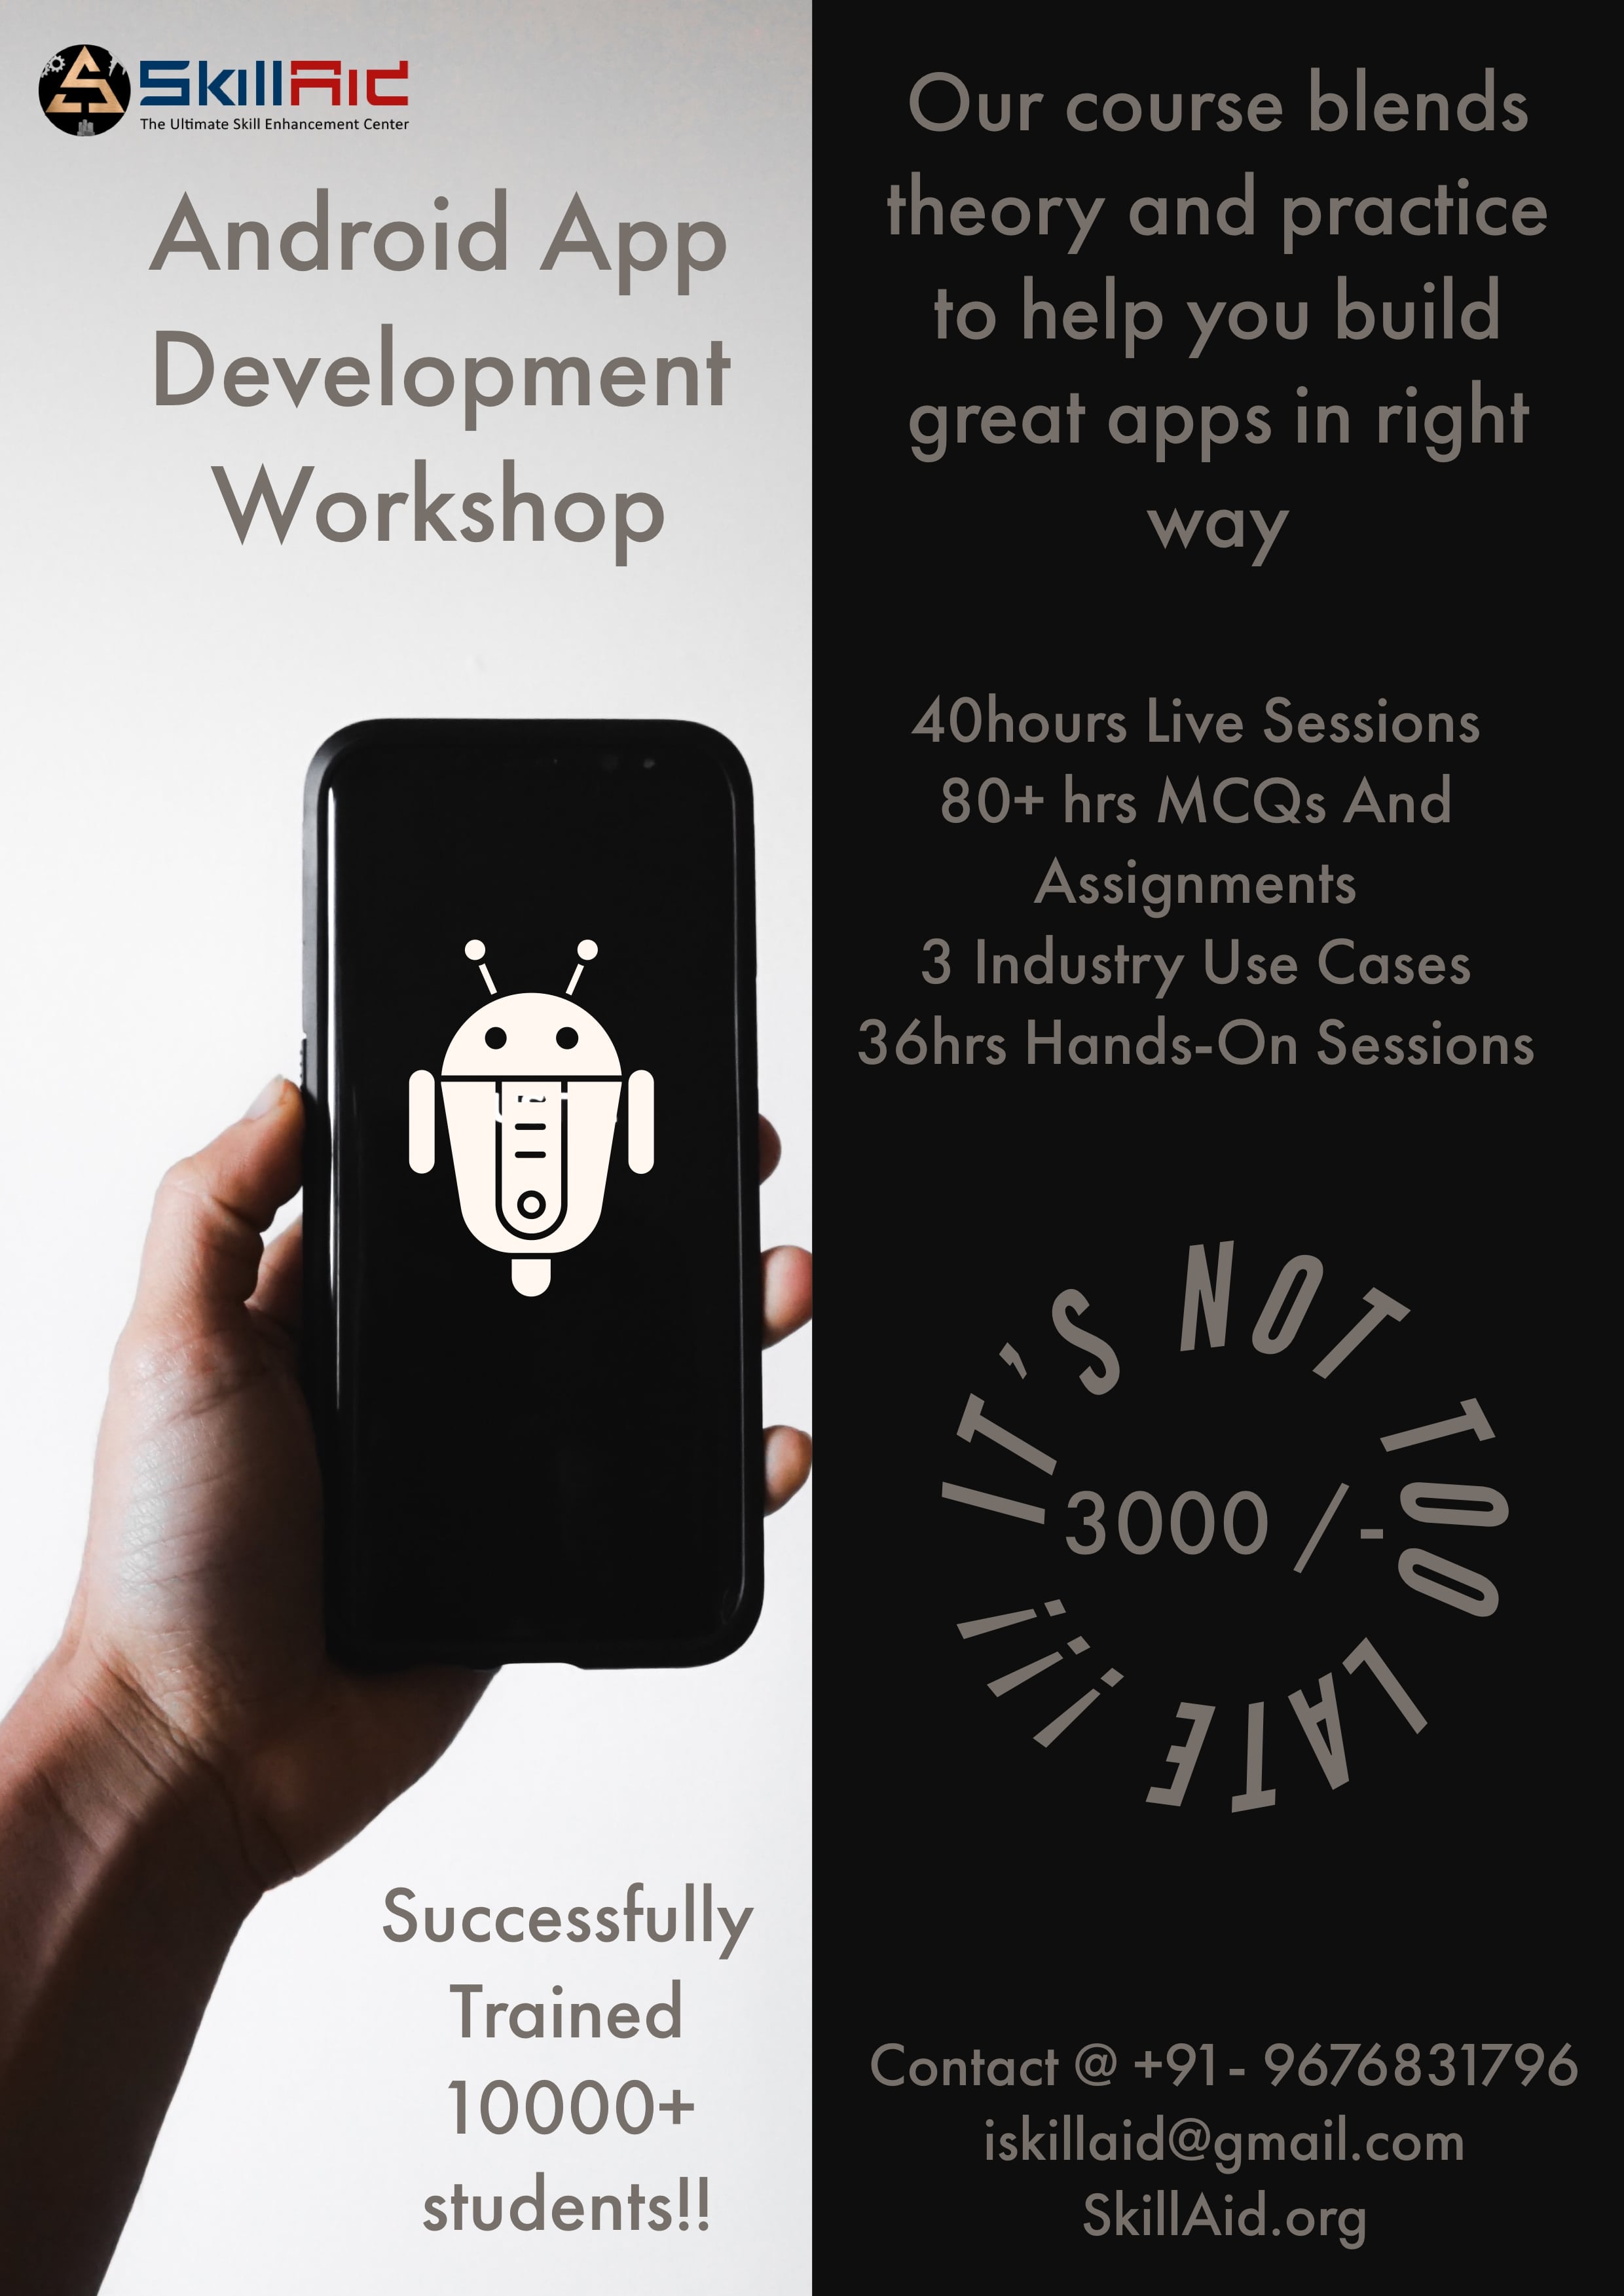 SkillAid
The Ultimate Skill Enhancement Center
Android App
Development
Workshop
Successfully
Trained
10000+
students!!
Our course blends
theory and practice
to help you build
great apps in right
way
40hours Live Sessions
80+ hrs MCQs And
Assignments
3 Industry Use Cases
36hrs Hands-On Sessions
IT'S NOT TOO LATE !!!
3000 /-
Contact @ +91- 9676831796
iskillaid@gmail.com
SkillAid.org